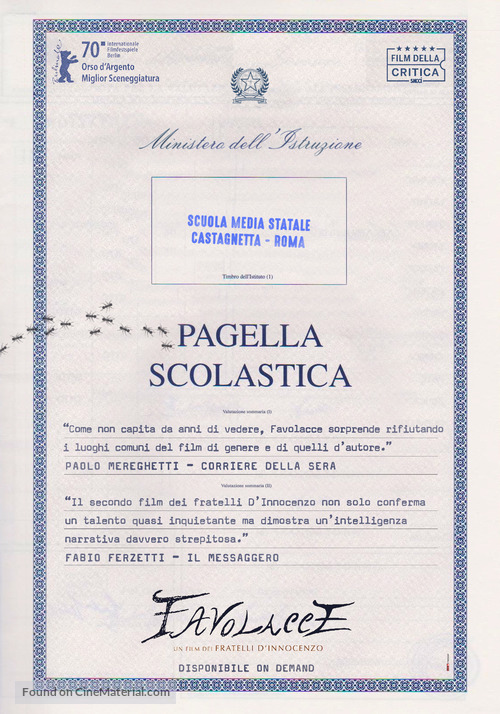 70 Internationale
Filmfestspiele
Berlin
Orso d'Argento
Miglior Sceneggiatura
FILM DELLA
CRITICA
SNCCI
Ministero dell'Istruzione
SCUOLA MEDIA STATALE
CASTAGNETTA - ROMA
Timbro dell'Istituto (1)
PAGELLA
SCOLASTICA
Valutazione sommaria (I)
“Come non capita da anni di vedere, Favolacce sorprende rifiutando
i luoghi comuni del film di genere e di quelli d'autore.”
PAOLO MEREGHETTI – CORRIERE DELLA SERA
Valutazione sommaria (II)
“Il secondo film dei fratelli D'Innocenzo non solo conferma
un talento quasi inquietante ma dimostra un'intelligenza
narrativa davvero strepitosa.”
FABIO FERZETTI – IL MESSAGGERO
FAVOLACCE
UN FILM DEI FRATELLI D'INNOCENZO
DISPONIBILE ON DEMAND
Found on CineMaterial.com